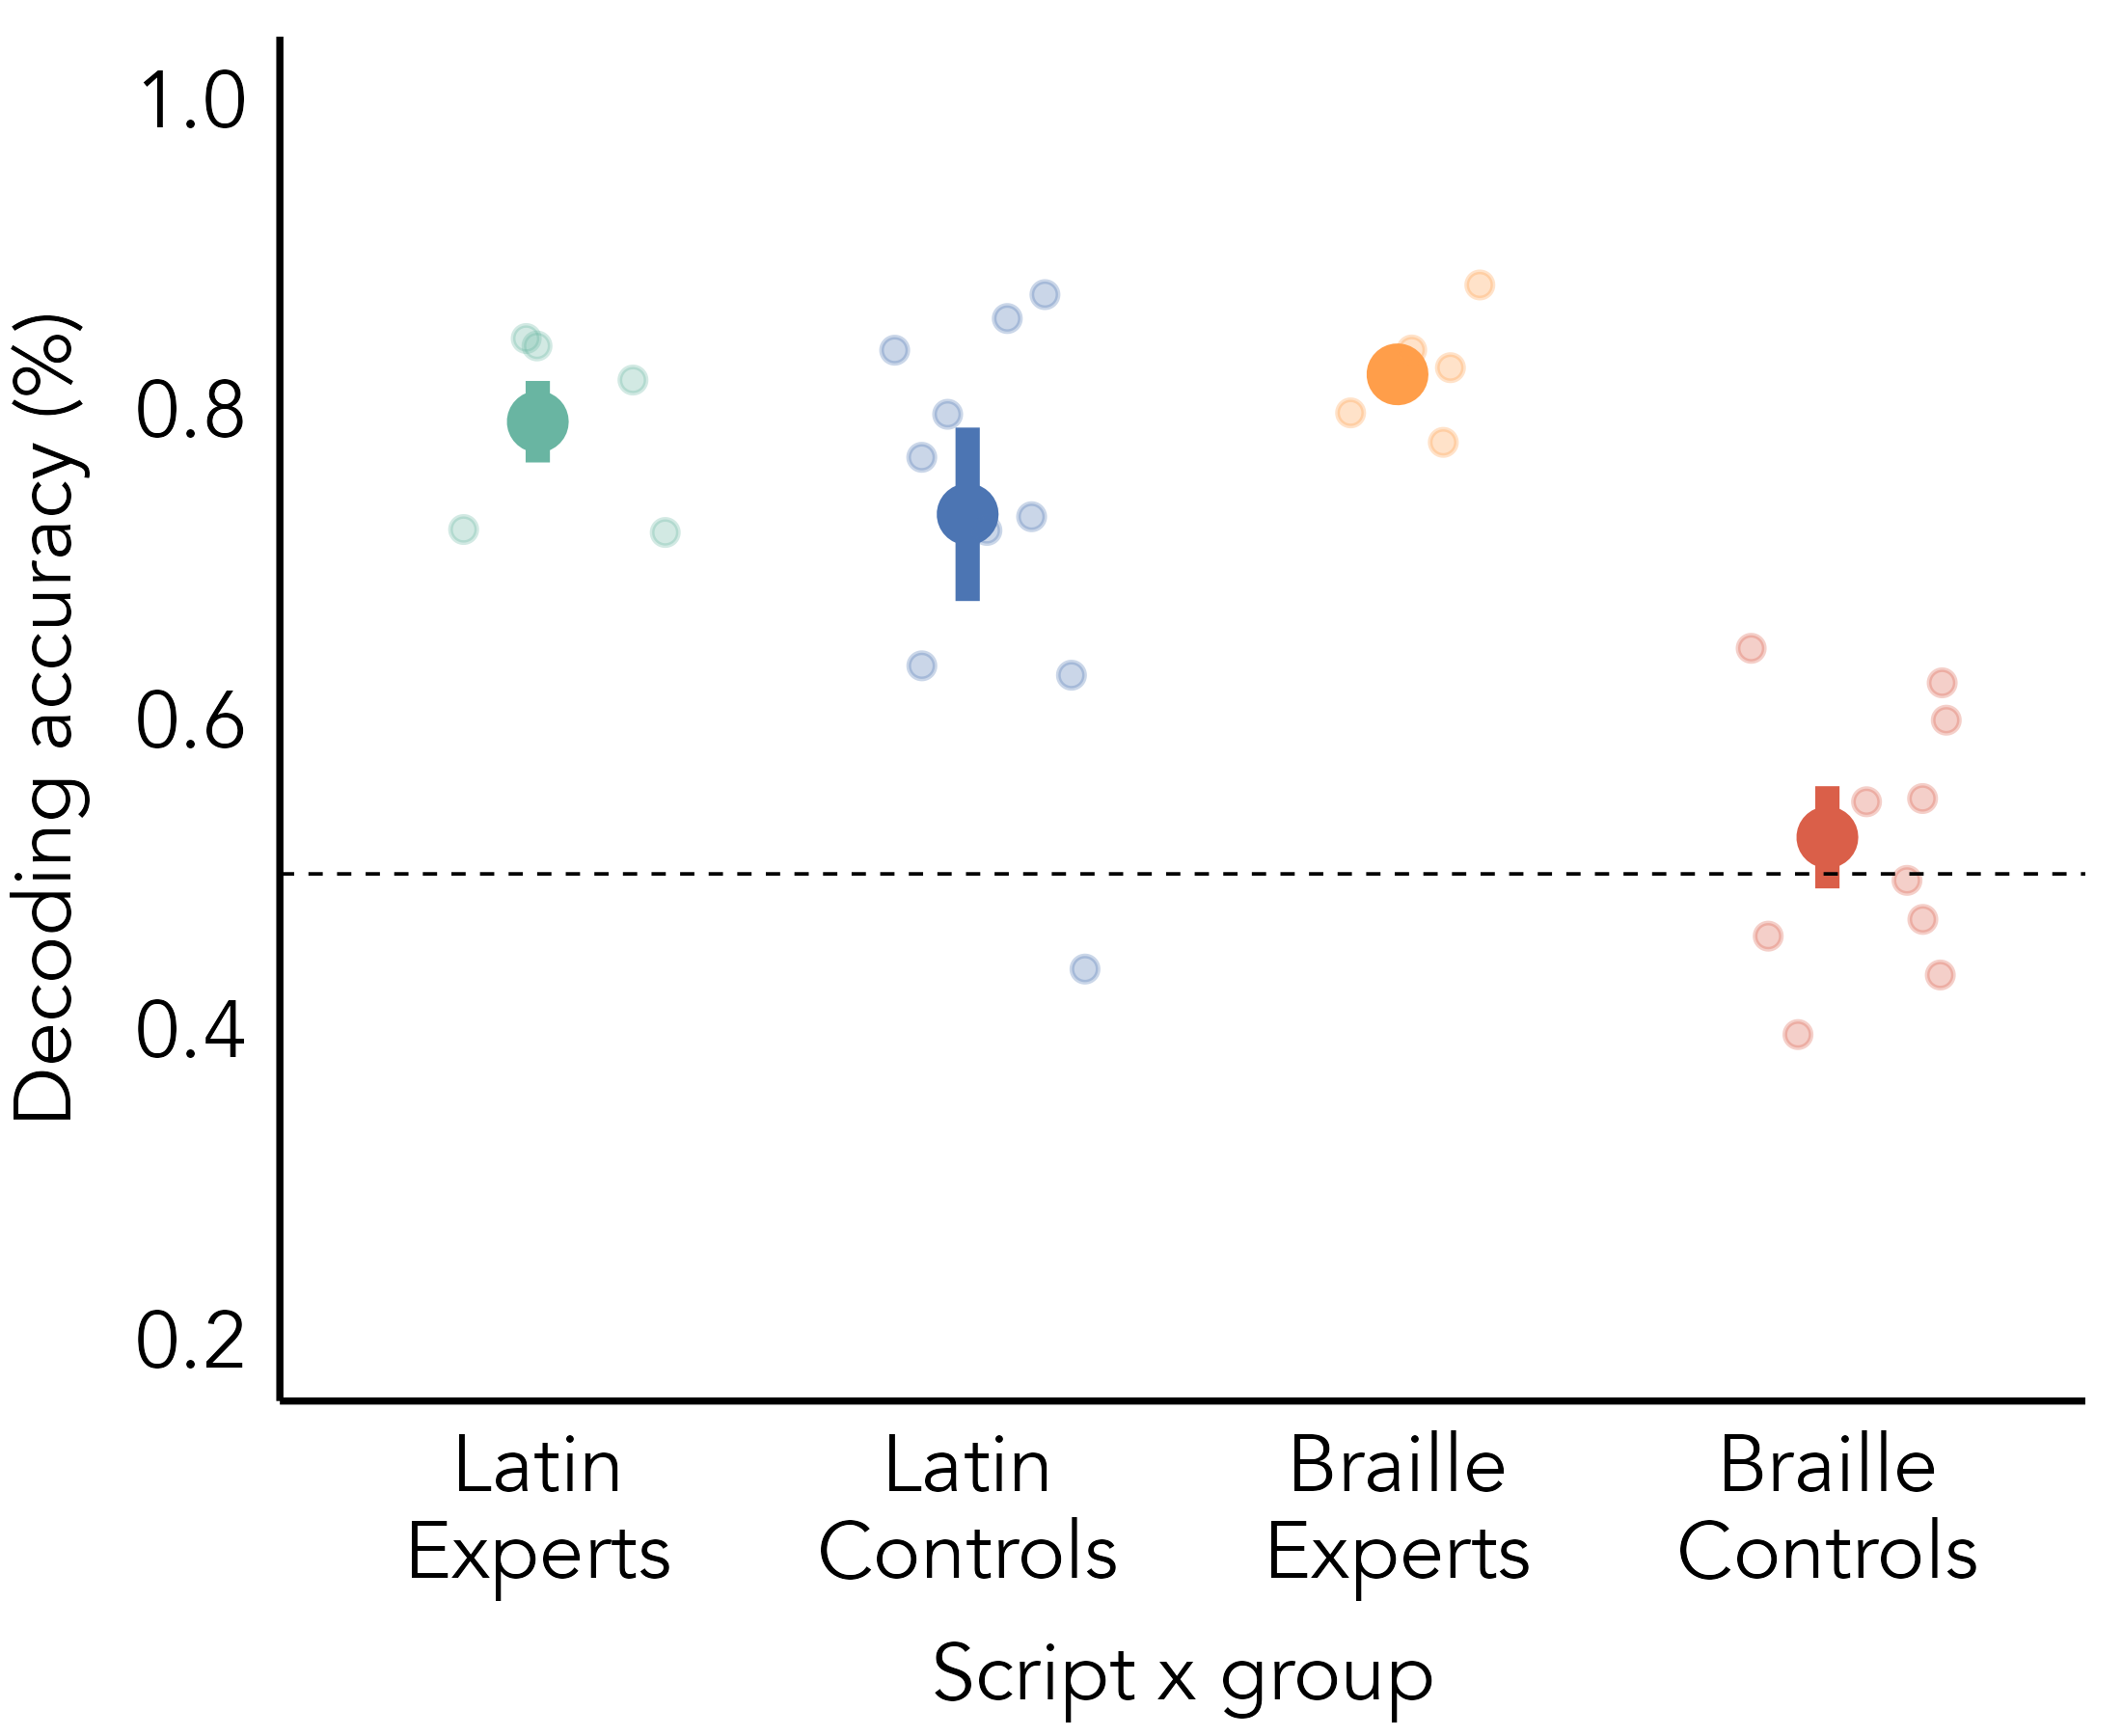 Decoding accuracy (%)
1.0
0.8
0.6
0.4
0.2
Latin
Experts
Latin
Controls
Braille
Experts
Braille
Controls
Script x group